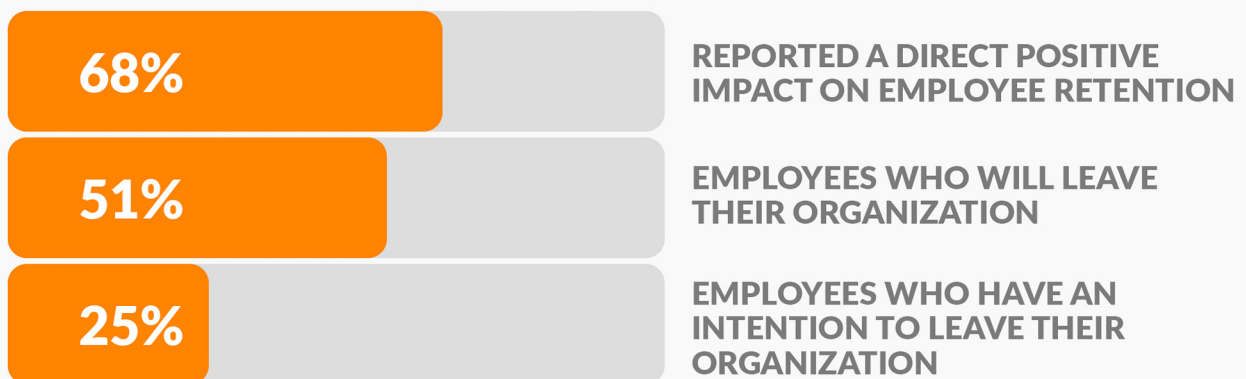 68%
REPORTED A DIRECT POSITIVE
IMPACT ON EMPLOYEE RETENTION
51%
EMPLOYEES WHO WILL LEAVE
THEIR ORGANIZATION
25%
EMPLOYEES WHO HAVE AN
INTENTION TO LEAVE THEIR
ORGANIZATION